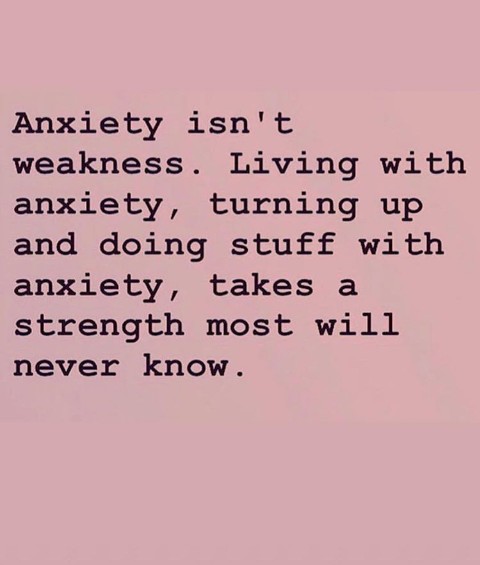 Anxiety isn't
weakness. Living with
anxiety, turning up
and doing stuff with
anxiety, takes a
strength most will
never know.